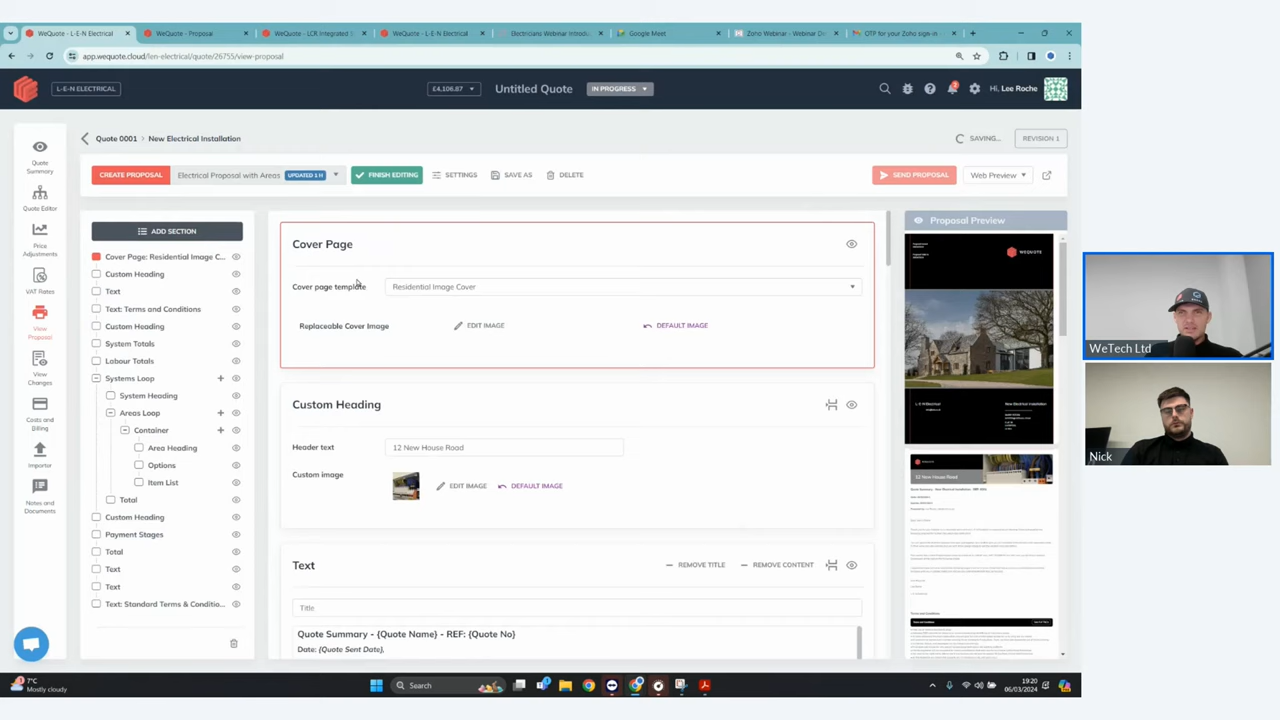 WeQuote - L-E-N Electrical
WeQuote - Proposal
WeQuote - LCR Integrated S
WeQuote - L-E-N Electrical
Electricians Webinar Introdu
Google Meet
Zoho Webinar - Webinar De
OTP for your Zoho sign-in -
app.wequote.cloud/len-electrical/quote/26755/view-proposal
L-E-N ELECTRICAL
£4,106.87
Untitled Quote
IN PROGRESS
2
Hi, Lee Roche
Quote 0001 > New Electrical Installation
SAVING...
REVISION 1
CREATE PROPOSAL
Electrical Proposal with Areas
UPDATED 1 H
FINISH EDITING
SETTINGS
SAVE AS
DELETE
SEND PROPOSAL
Web Preview
Quote Summary
Quote Editor
Price Adjustments
VAT Rates
View Proposal
View Changes
Costs and Billing
Importer
Notes and Documents
ADD SECTION
Cover Page: Residential Image C...
Custom Heading
Text
Text: Terms and Conditions
Custom Heading
System Totals
Labour Totals
Systems Loop
System Heading
Areas Loop
Container
Area Heading
Options
Item List
Total
Custom Heading
Payment Stages
Total
Text
Text
Text: Standard Terms & Conditio...
Cover Page
Cover page template
Residential Image Cover
Replaceable Cover Image
EDIT IMAGE
DEFAULT IMAGE
Custom Heading
Header text
12 New House Road
Custom image
EDIT IMAGE
DEFAULT IMAGE
Text
REMOVE TITLE
REMOVE CONTENT
Title
Quote Summary - {Quote Name} - REF: {Quote No}
Date: {Quote Sent Date}
Proposal Preview
WEQUOTE
12 New House Road
WeTech Ltd
Nick
7°C
Mostly cloudy
Search
19:20
06/03/2024